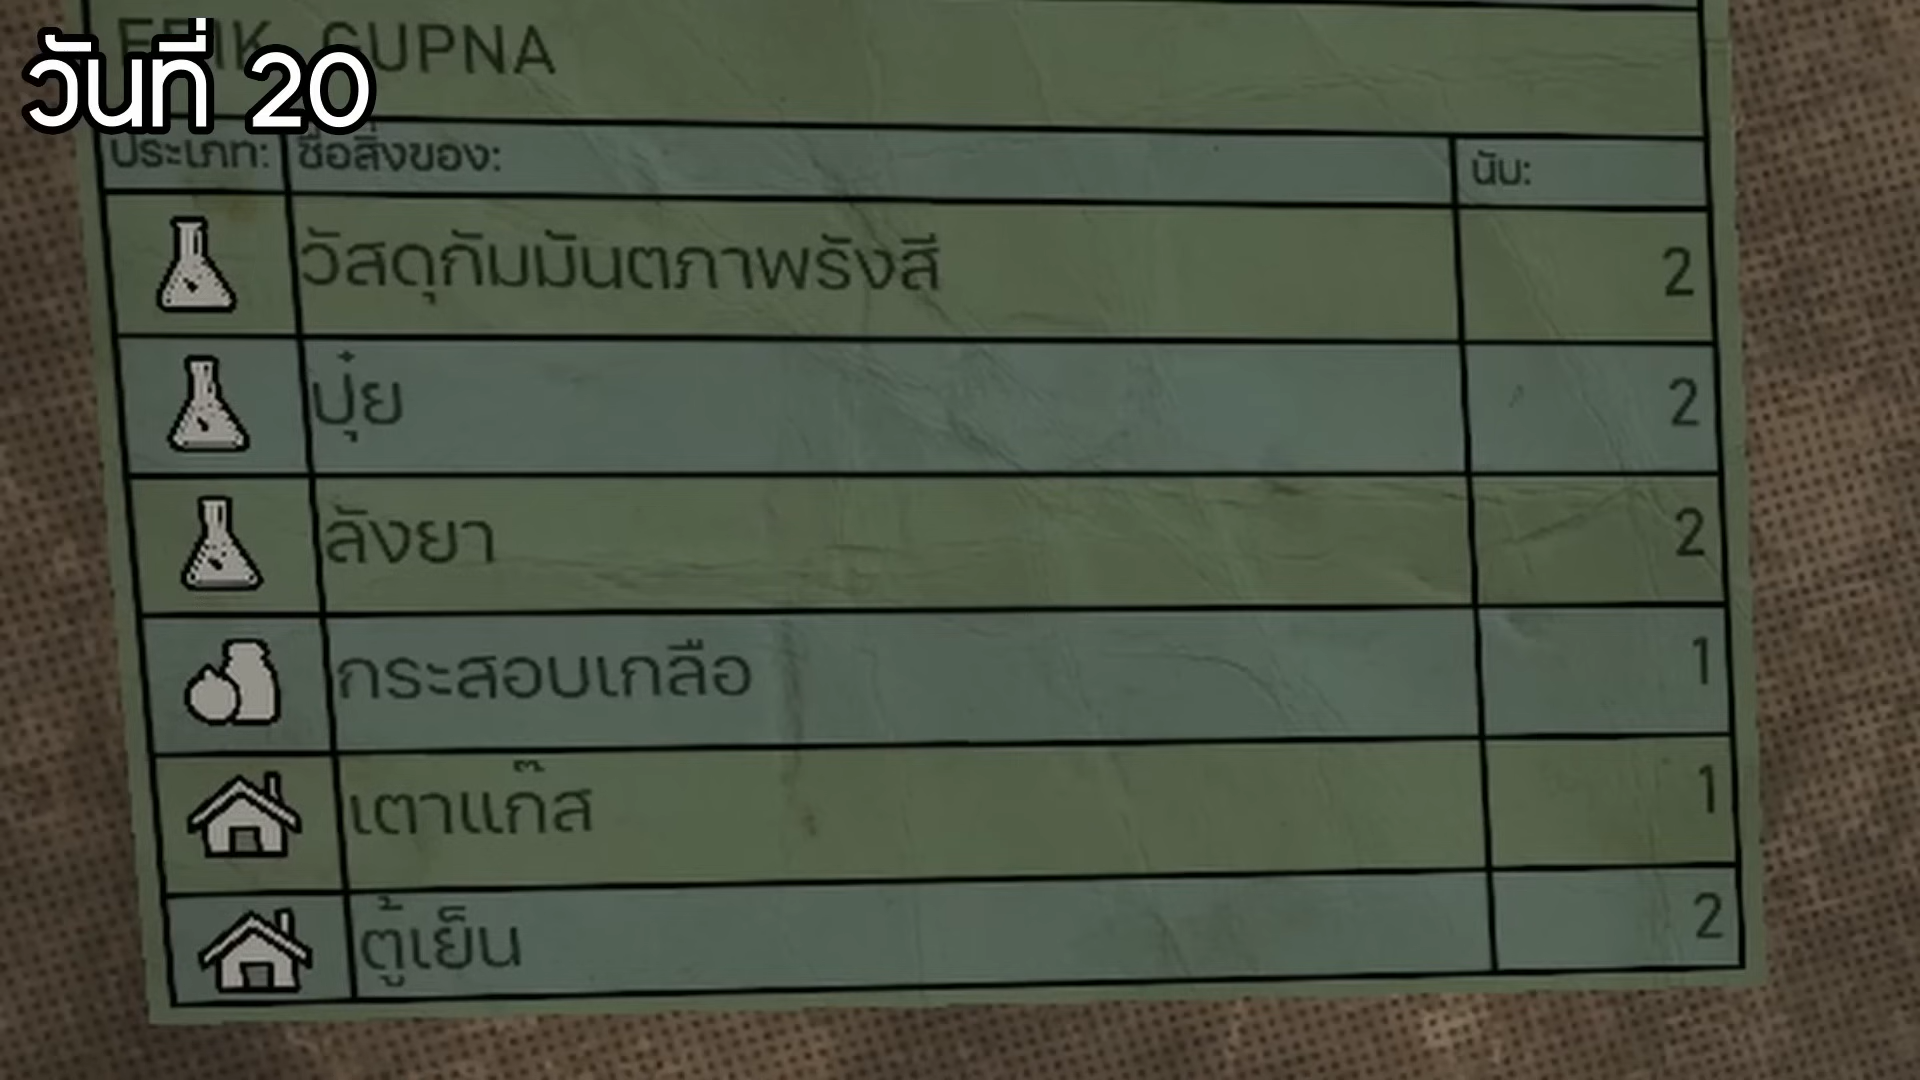 วันที่ 20
GUPNA
ประเภท: ชื่อสิ่งของ: นับ:
วัสดุกัมมันตภาพรังสี 2
ปุ๋ย 2
ลังยา 2
กระสอบเกลือ 1
เตาแก๊ส 1
ตู้เย็น 2